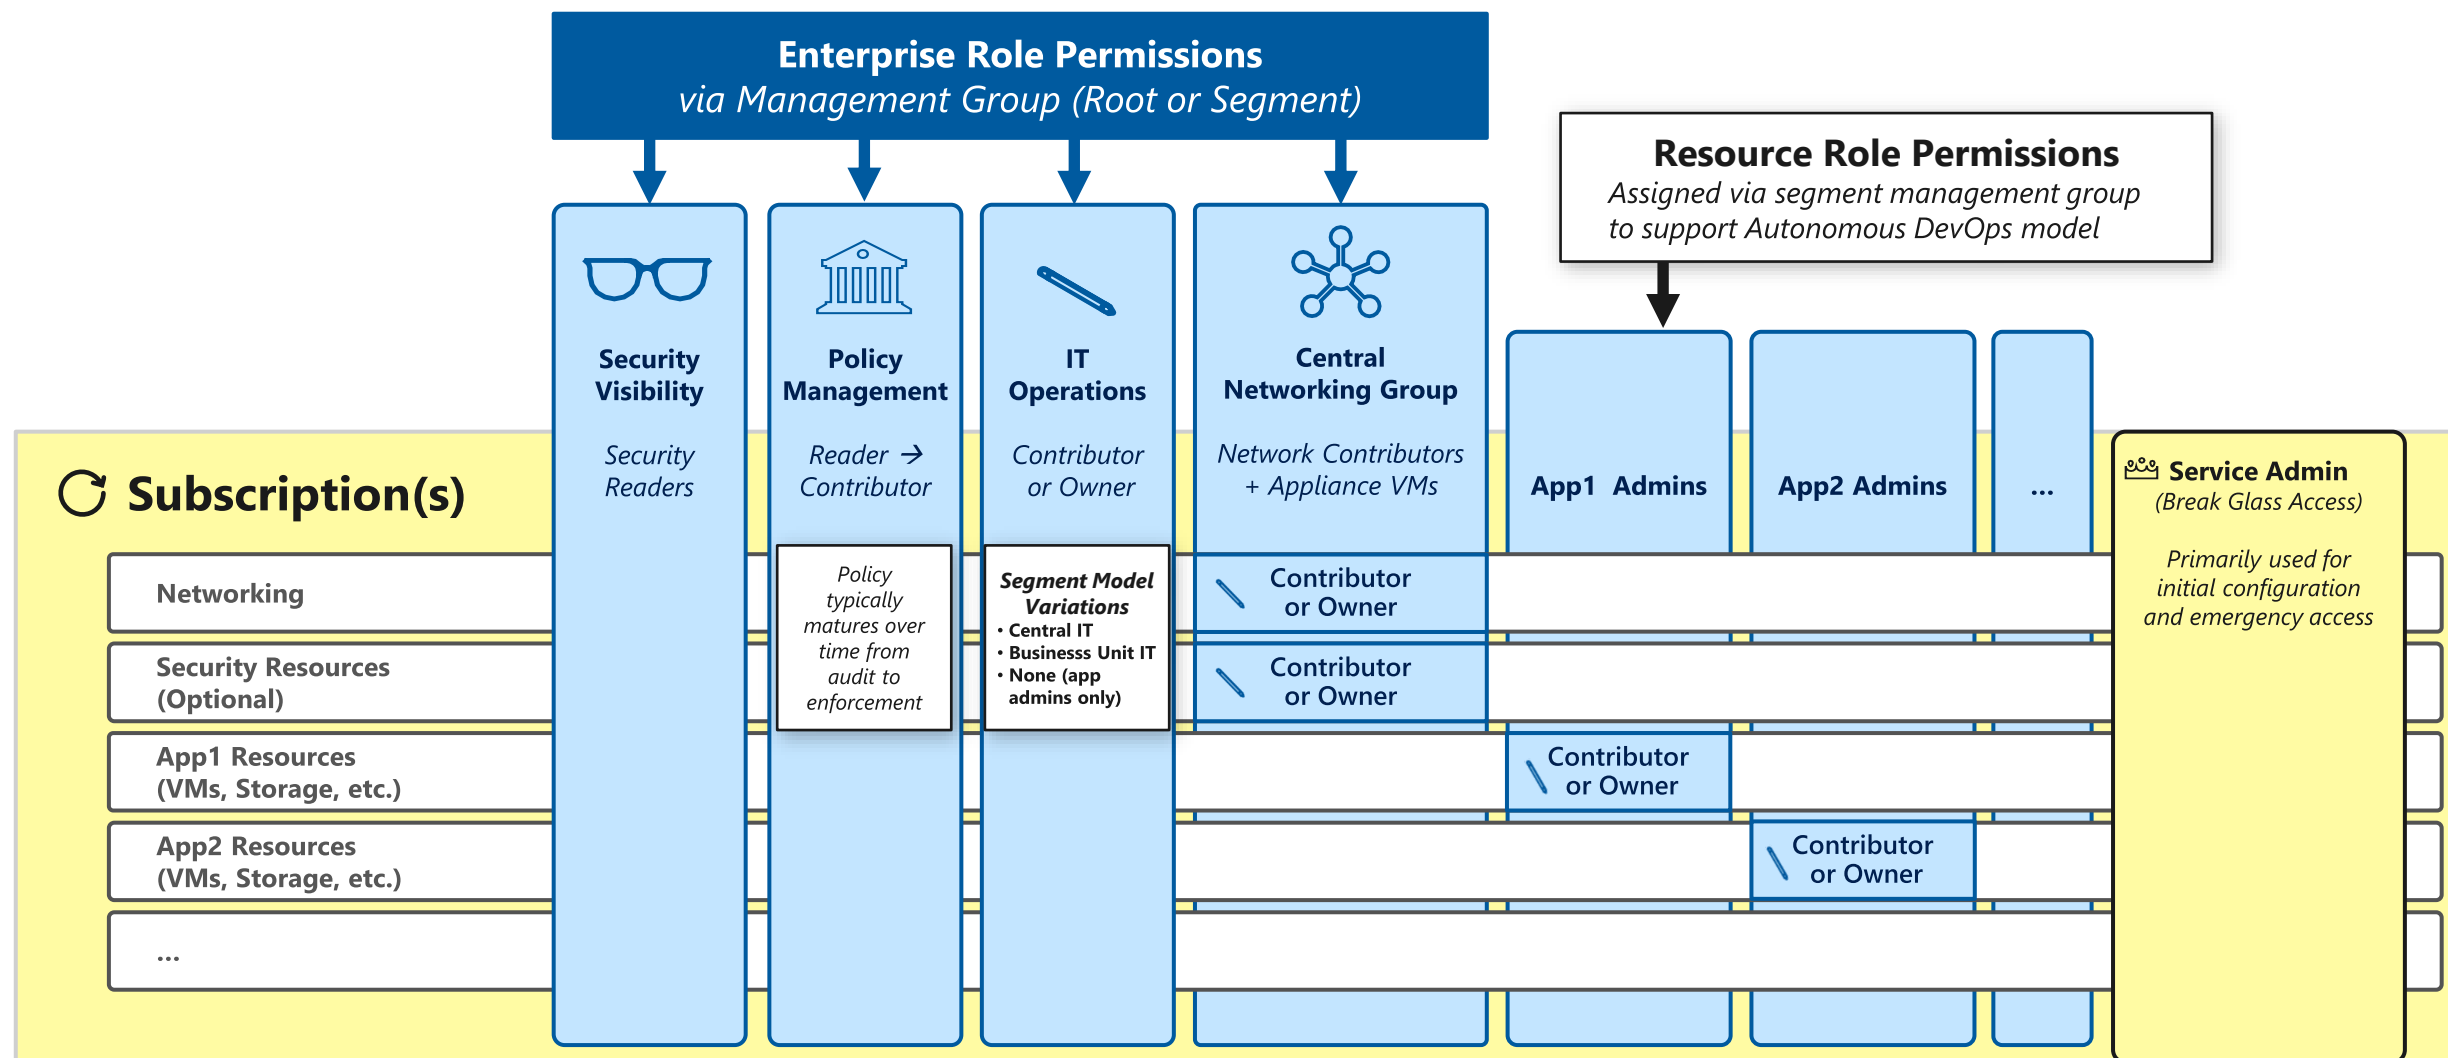 Enterprise Role Permissions
via Management Group (Root or Segment)
Resource Role Permissions
Assigned via segment management group
to support Autonomous DevOps model
Security
Visibility
Security
Readers
Policy
Management
Reader →
Contributor
Policy
typically
matures over
time from
audit to
enforcement
IT
Operations
Contributor
or Owner
Segment Model
Variations
• Central IT
• Businesss Unit IT
• None (app
admins only)
Central
Networking Group
Network Contributors
+ Appliance VMs
App1 Admins
App2 Admins
...
Service Admin
(Break Glass Access)
Primarily used for
initial configuration
and emergency access
Subscription(s)
Networking
Contributor
or Owner
Security Resources
(Optional)
Contributor
or Owner
App1 Resources
(VMs, Storage, etc.)
Contributor
or Owner
App2 Resources
(VMs, Storage, etc.)
Contributor
or Owner
...